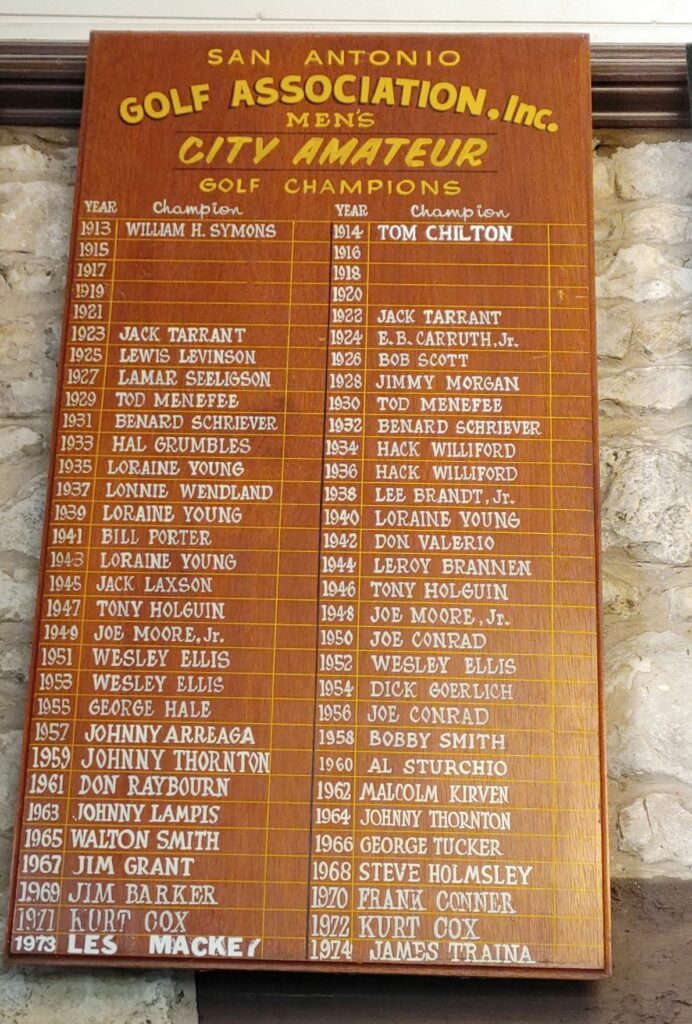 SAN ANTONIO
GOLF ASSOCIATION, Inc.
MEN'S
CITY AMATEUR
GOLF CHAMPIONS
YEAR Champion YEAR Champion
1913 WILLIAM H. SYMONS 1914 TOM CHILTON
1915 1916
1917 1918
1919 1920
1921 1922 JACK TARRANT
1923 JACK TARRANT 1924 E.B. CARRUTH, Jr.
1925 LEWIS LEVINSON 1926 BOB SCOTT
1927 LAMAR SEELIGSON 1928 JIMMY MORGAN
1929 TOD MENEFEE 1930 TOD MENEFEE
1931 BENARD SCHRIEVER 1932 BENARD SCHRIEVER
1933 HAL GRUMBLES 1934 HACK WILLIFORD
1935 LORAINE YOUNG 1936 HACK WILLIFORD
1937 LONNIE WENDLAND 1938 LEE BRANDT, Jr.
1939 LORAINE YOUNG 1940 LORAINE YOUNG
1941 BILL PORTER 1942 DON VALERIO
1943 LORAINE YOUNG 1944 LEROY BRANNEN
1945 JACK LAXSON 1946 TONY HOLGUIN
1947 TONY HOLGUIN 1948 JOE MOORE, Jr.
1949 JOE MOORE, Jr. 1950 JOE CONRAD
1951 WESLEY ELLIS 1952 WESLEY ELLIS
1953 WESLEY ELLIS 1954 DICK GOERLICH
1955 GEORGE HALE 1956 JOE CONRAD
1957 JOHNNY ARREAGA 1958 BOBBY SMITH
1959 JOHNNY THORNTON 1960 AL STURCHIO
1961 DON RAYBOURN 1962 MALCOLM KIRVEN
1963 JOHNNY LAMPIS 1964 JOHNNY THORNTON
1965 WALTON SMITH 1966 GEORGE TUCKER
1967 JIM GRANT 1968 STEVE HOLMSLEY
1969 JIM BARKER 1970 FRANK CONNER
1971 KURT COX 1972 KURT COX
1973 LES MACKEY 1974 JAMES TRAINA